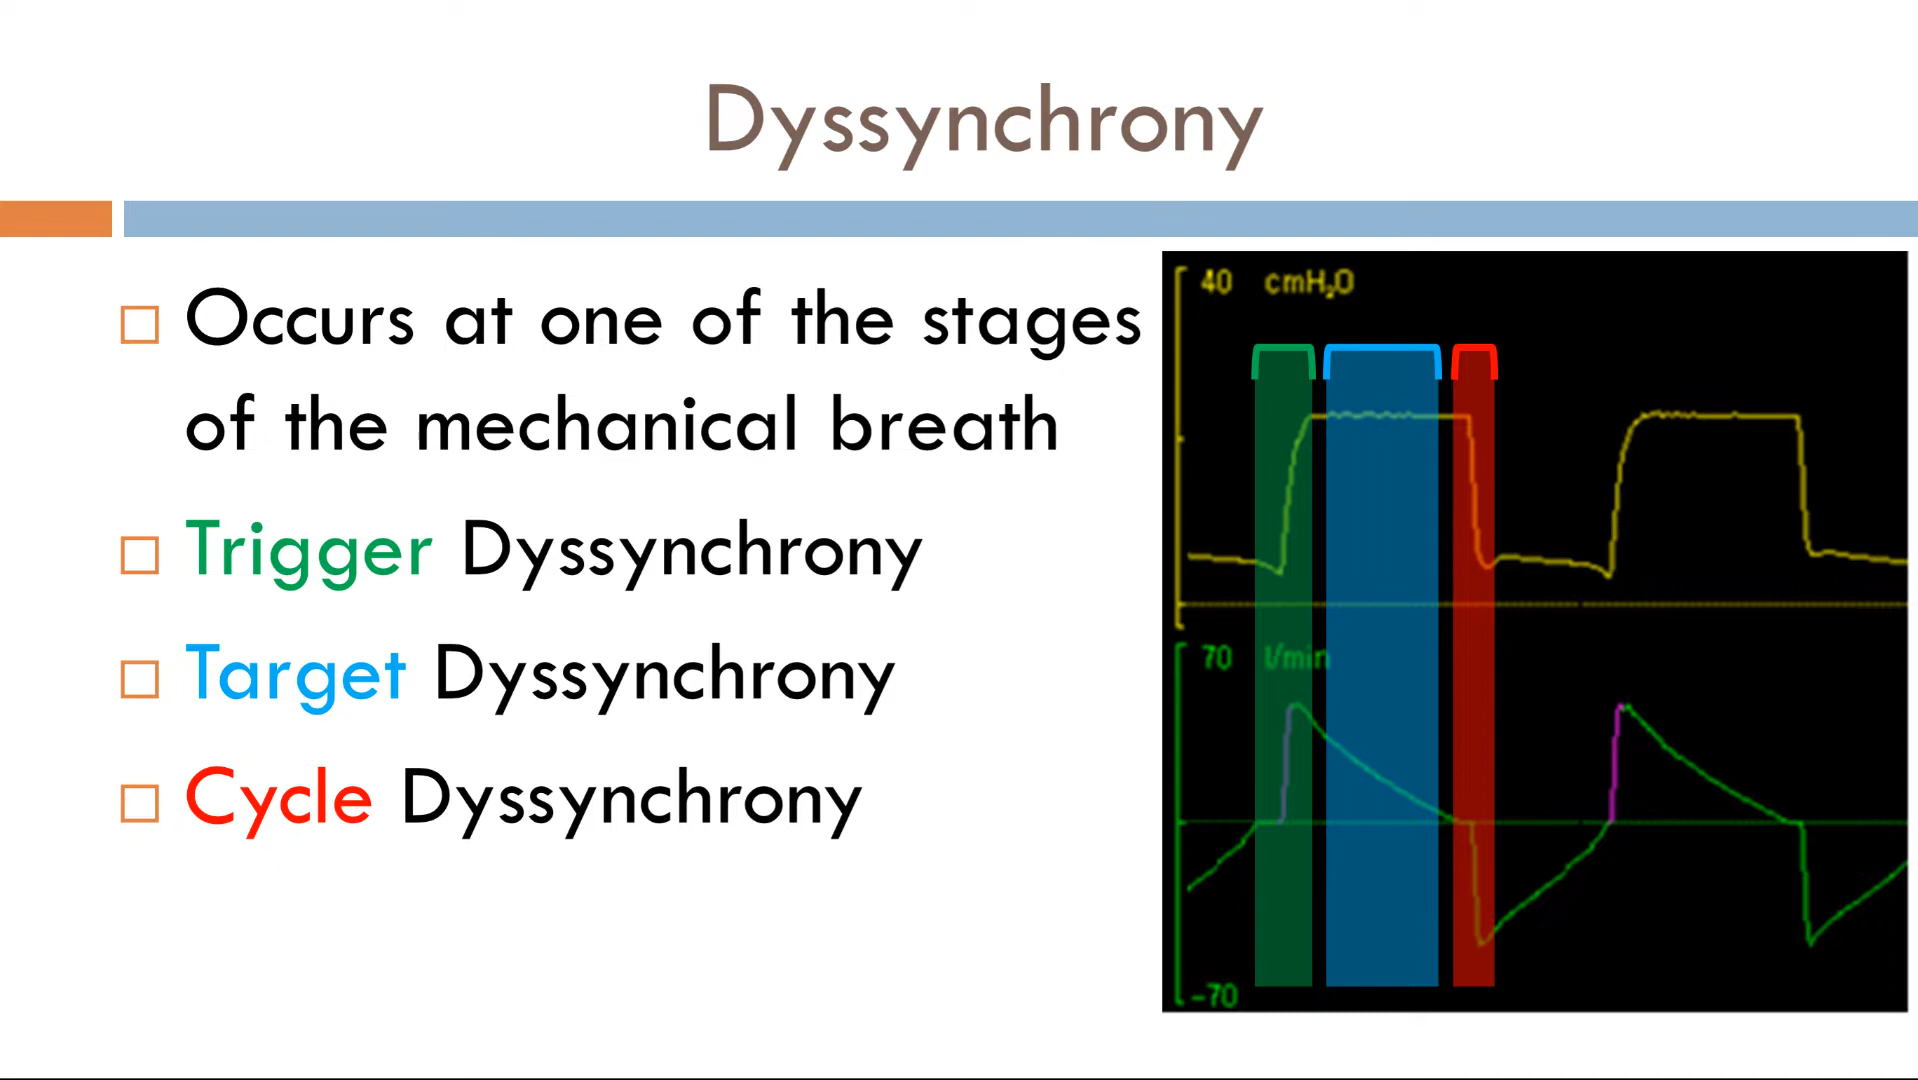 Dyssynchrony
Occurs at one of the stages
of the mechanical breath
Trigger Dyssynchrony
Target Dyssynchrony
Cycle Dyssynchrony
40 cmH₂O
70 l/min
-70